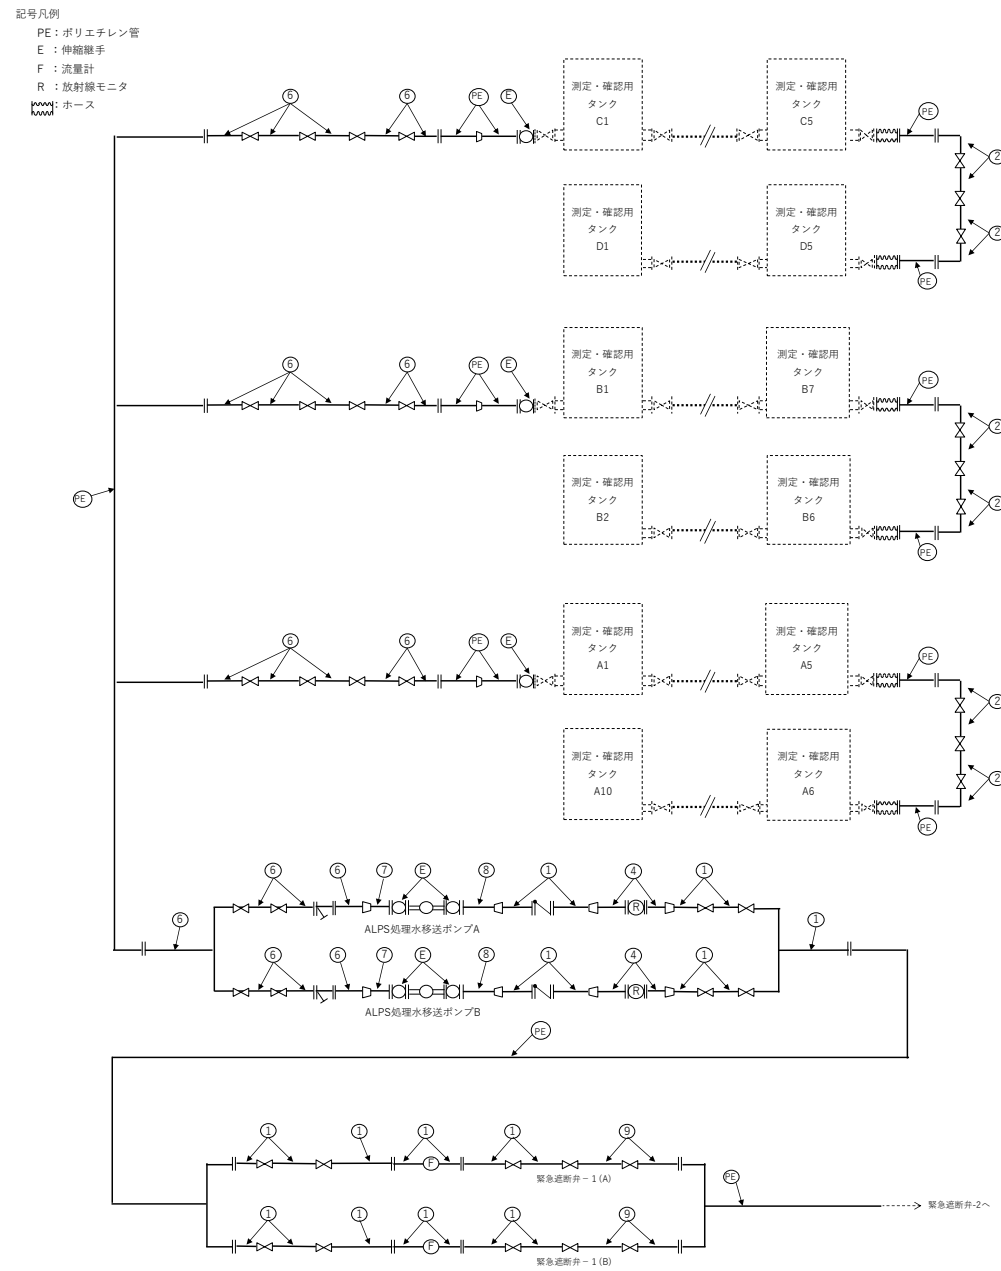 記号凡例
PE：ポリエチレン管
E ：伸縮継手
F ：流量計
R ：放射線モニタ
：ホース
6 6 PE E
測定・確認用
タンク
C1
測定・確認用
タンク
C5
PE
2
測定・確認用
タンク
D1
測定・確認用
タンク
D5
2
PE
6 6 PE E
測定・確認用
タンク
B1
測定・確認用
タンク
B7
PE
2
測定・確認用
タンク
B2
測定・確認用
タンク
B6
2
PE
PE
6 6 PE E
測定・確認用
タンク
A1
測定・確認用
タンク
A5
PE
2
測定・確認用
タンク
A10
測定・確認用
タンク
A6
2
PE
6 6 7 E 8 1 4 1
R
6
1
ALPS処理水移送ポンプA
6 6 7 E 8 1 4 1
R
ALPS処理水移送ポンプB
PE
1 1 1 1 9
F
緊急遮断弁－1 (A)
PE
緊急遮断弁-2へ
1 1 1 1 9
F
緊急遮断弁－1 (B)